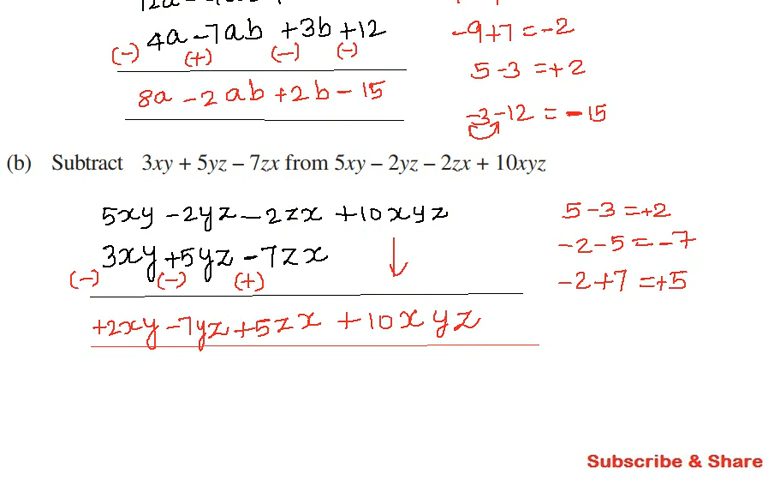 4a -7ab +3b +12
(-) (+) (-) (-)
8a -2ab +2b -15
-9+7 = -2
5-3 = +2
-3-12 = -15
(b) Subtract 3xy + 5yz – 7zx from 5xy – 2yz – 2zx + 10xyz
5xy -2yz -2zx +10xyz
3xy +5yz -7zx
(-) (-) (+)
+2xy -7yz +5zx +10xyz
5-3 = +2
-2-5 = -7
-2+7 = +5
Subscribe & Share